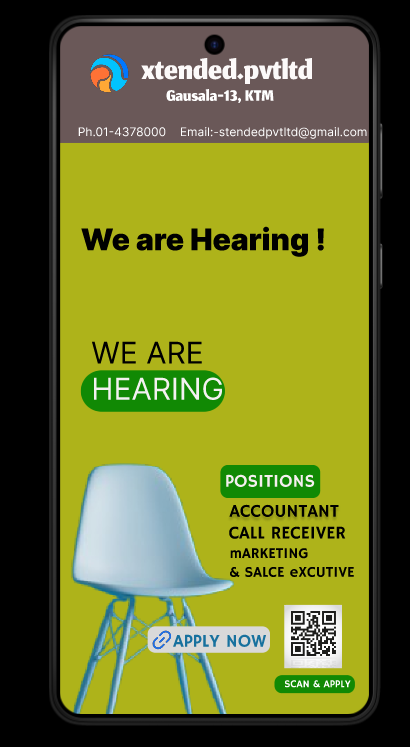 xtended.pvtltd
Gausala-13, KTM
Ph.01-4378000 Email:-stendedpvtltd@gmail.com
We are Hearing !
WE ARE
HEARING
POSITIONS
ACCOUNTANT
CALL RECEIVER
mARKETING
& SALCE eXCUTIVE
APPLY NOW
SCAN & APPLY